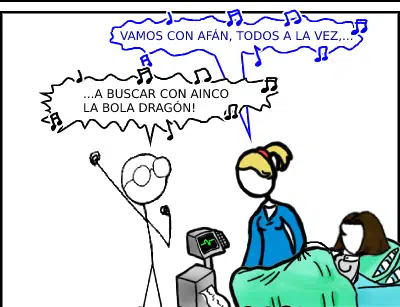 VAMOS CON AFÁN, TODOS A LA VEZ,...
...A BUSCAR CON AINCO
LA BOLA DRAGÓN!